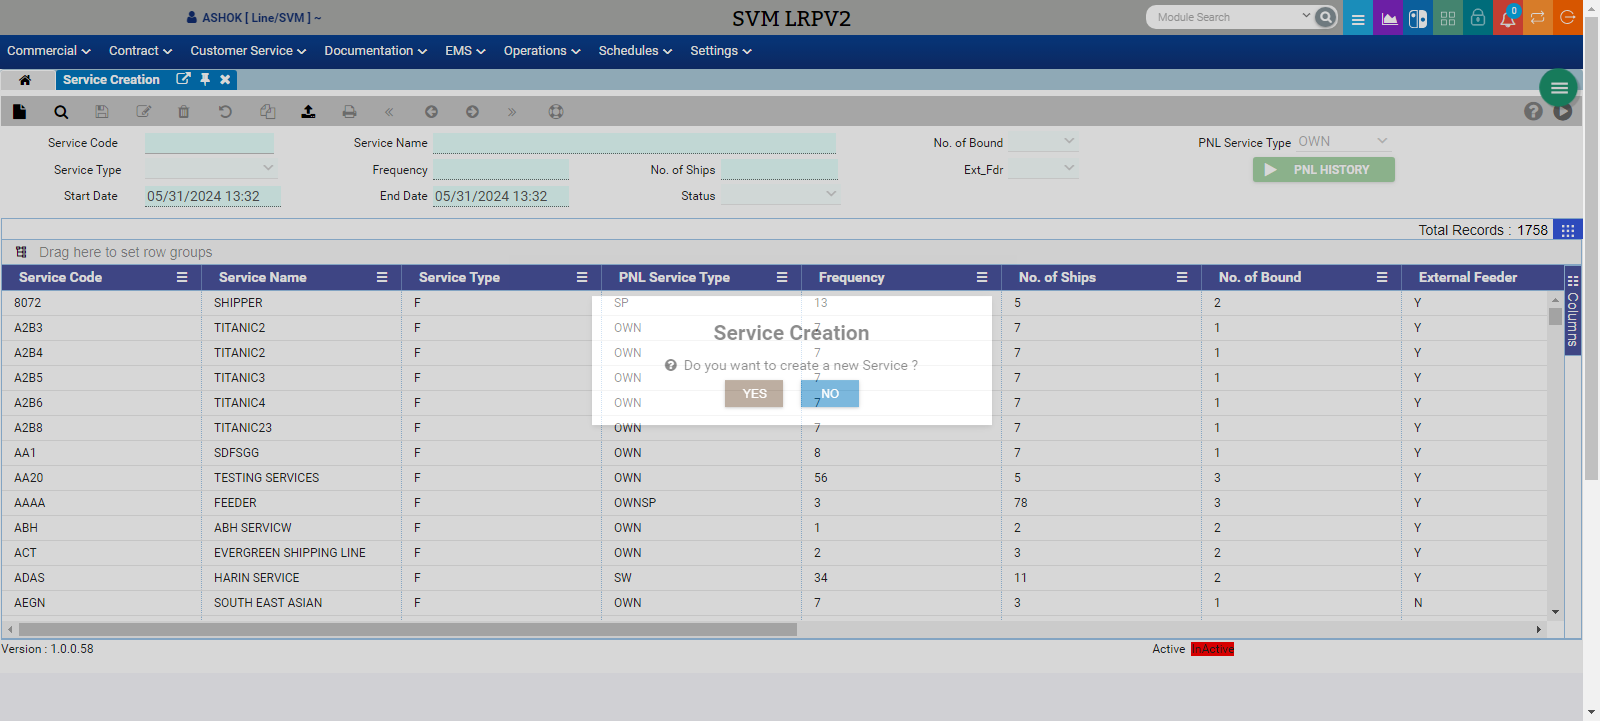 ASHOK [ Line/SVM ] ~
SVM LRPV2
Module Search
0
Commercial Contract Customer Service Documentation EMS Operations Schedules Settings
Service Creation
Service Code Service Name No. of Bound PNL Service Type OWN
Service Type Frequency No. of Ships Ext_Fdr PNL HISTORY
Start Date 05/31/2024 13:32 End Date 05/31/2024 13:32 Status
Total Records : 1758
Drag here to set row groups
Service Code Service Name Service Type PNL Service Type Frequency No. of Ships No. of Bound External Feeder
Columns
8072 SHIPPER F SP 13 5 2 Y
A2B3 TITANIC2 F OWN 7 7 1 Y
A2B4 TITANIC2 F OWN 7 7 1 Y
A2B5 TITANIC3 F OWN 7 7 1 Y
A2B6 TITANIC4 F OWN 7 7 1 Y
A2B8 TITANIC23 F OWN 7 7 1 Y
AA1 SDFSGG F OWN 8 7 1 Y
AA20 TESTING SERVICES F OWN 56 5 3 Y
AAAA FEEDER F OWNSP 3 78 3 Y
ABH ABH SERVICW F OWN 1 2 2 Y
ACT EVERGREEN SHIPPING LINE F OWN 2 3 2 Y
ADAS HARIN SERVICE F SW 34 11 2 Y
AEGN SOUTH EAST ASIAN F OWN 7 3 1 N
Service Creation
Do you want to create a new Service ?
YES NO
Version : 1.0.0.58
Active InActive